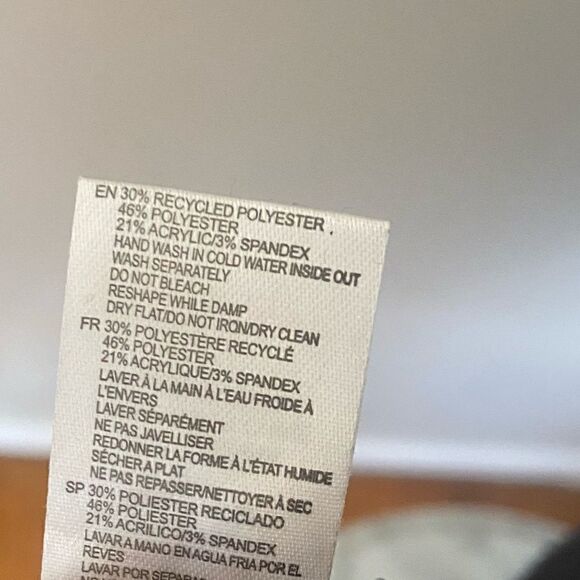 EN 30% RECYCLED POLYESTER,
46% POLYESTER
21% ACRYLIC/3% SPANDEX
HAND WASH IN COLD WATER INSIDE OUT
WASH SEPARATELY
DO NOT BLEACH
RESHAPE WHILE DAMP
DRY FLAT/DO NOT IRON/DRY CLEAN
FR 30% POLYESTÈRE RECYCLÉ
46% POLYESTER
21% ACRYLIQUE/3% SPANDEX
LAVER À LA MAIN À L'EAU FROIDE À
L'ENVERS
LAVER SÉPARÉMENT
NE PAS JAVELLISER
REDONNER LA FORME À L'ÉTAT HUMIDE
SÉCHER A PLAT
NE PAS REPASSER/NETTOYER À SEC
SP 30% POLIESTER RECICLADO
46% POLIESTER
21% ACRILICO/3% SPANDEX
LAVAR A MANO EN AGUA FRIA POR EL
REVES
LAVAR POR